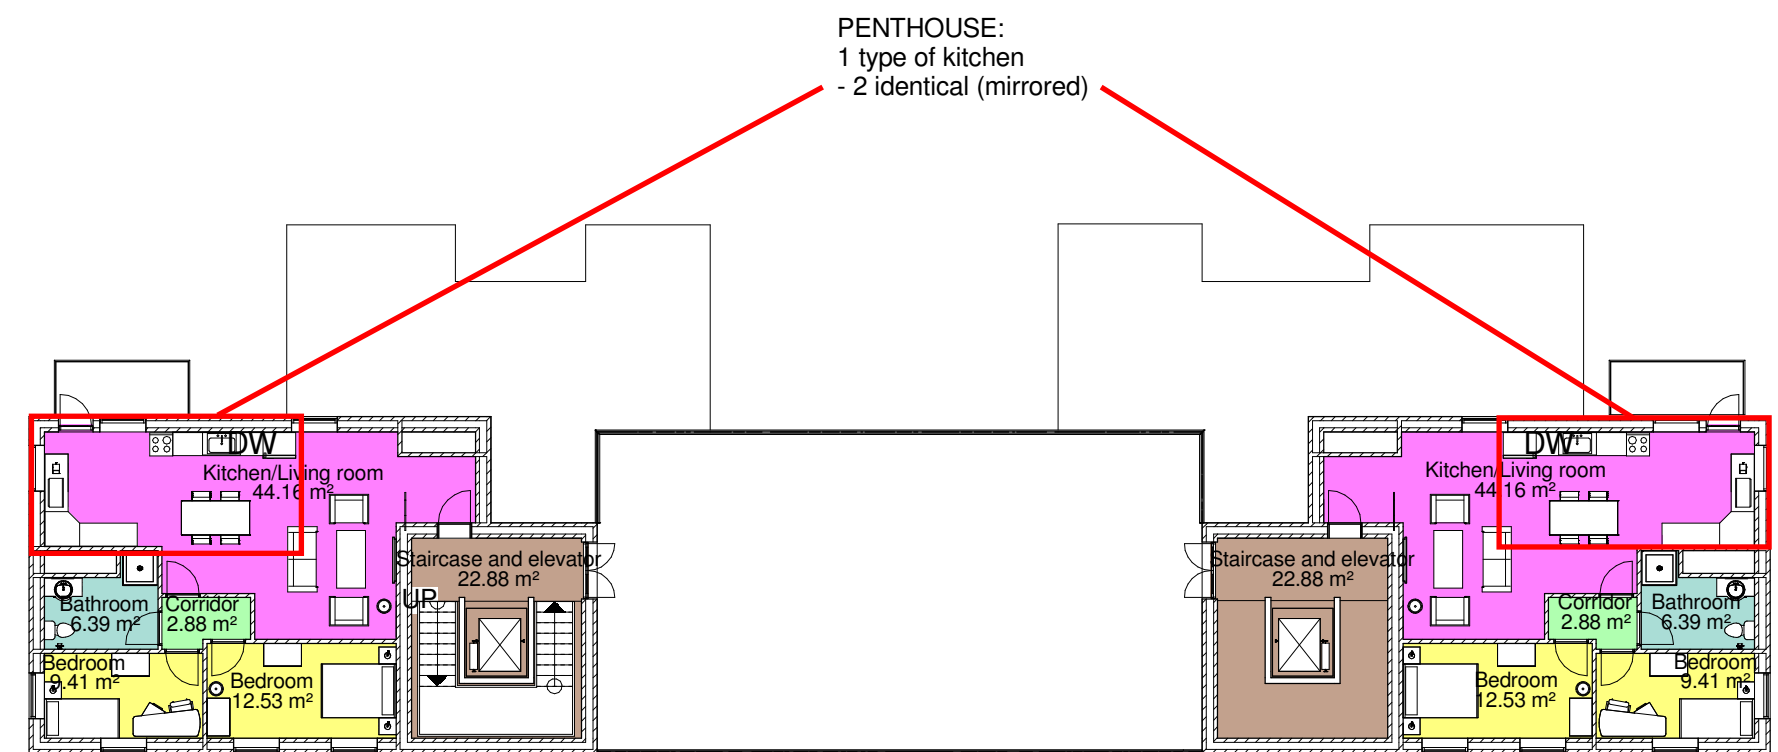 PENTHOUSE:
1 type of kitchen
- 2 identical (mirrored)
DW
Kitchen/Living room
44.16 m²
DW
Kitchen/Living room
44.16 m²
Staircase and elevator
22.88 m²
UP
Staircase and elevator
22.88 m²
Bathroom
6.39 m²
Corridor
2.88 m²
Corridor
2.88 m²
Bathroom
6.39 m²
Bedroom
9.41 m²
Bedroom
12.53 m²
Bedroom
12.53 m²
Bedroom
9.41 m²